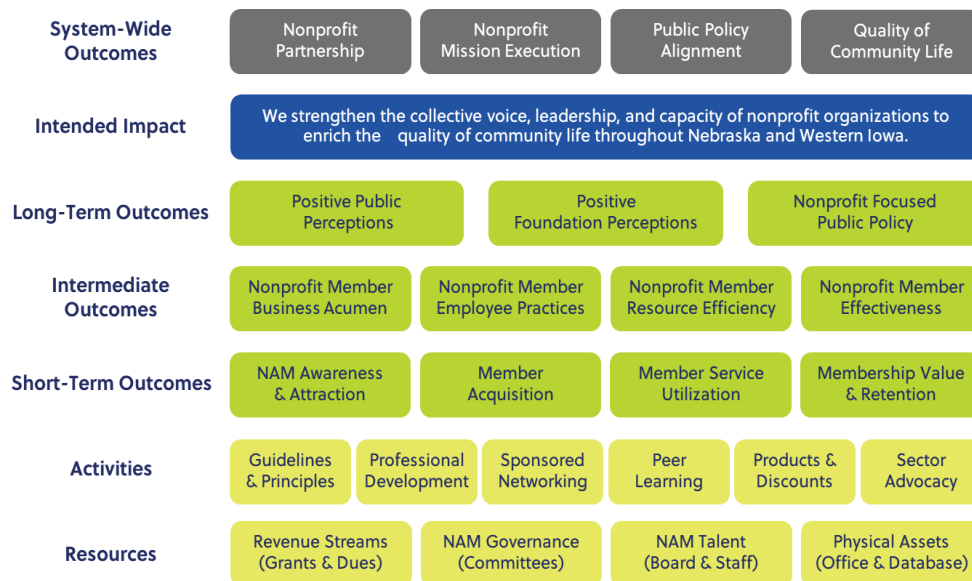 System-Wide
Outcomes
Nonprofit
Partnership
Nonprofit
Mission Execution
Public Policy
Alignment
Quality of
Community Life
Intended Impact
We strengthen the collective voice, leadership, and capacity of nonprofit organizations to
enrich the quality of community life throughout Nebraska and Western Iowa.
Long-Term Outcomes
Positive Public
Perceptions
Positive
Foundation Perceptions
Nonprofit Focused
Public Policy
Intermediate
Outcomes
Nonprofit Member
Business Acumen
Nonprofit Member
Employee Practices
Nonprofit Member
Resource Efficiency
Nonprofit Member
Effectiveness
Short-Term Outcomes
NAM Awareness
& Attraction
Member
Acquisition
Member Service
Utilization
Membership Value
& Retention
Activities
Guidelines
& Principles
Professional
Development
Sponsored
Networking
Peer
Learning
Products &
Discounts
Sector
Advocacy
Resources
Revenue Streams
(Grants & Dues)
NAM Governance
(Committees)
NAM Talent
(Board & Staff)
Physical Assets
(Office & Database)